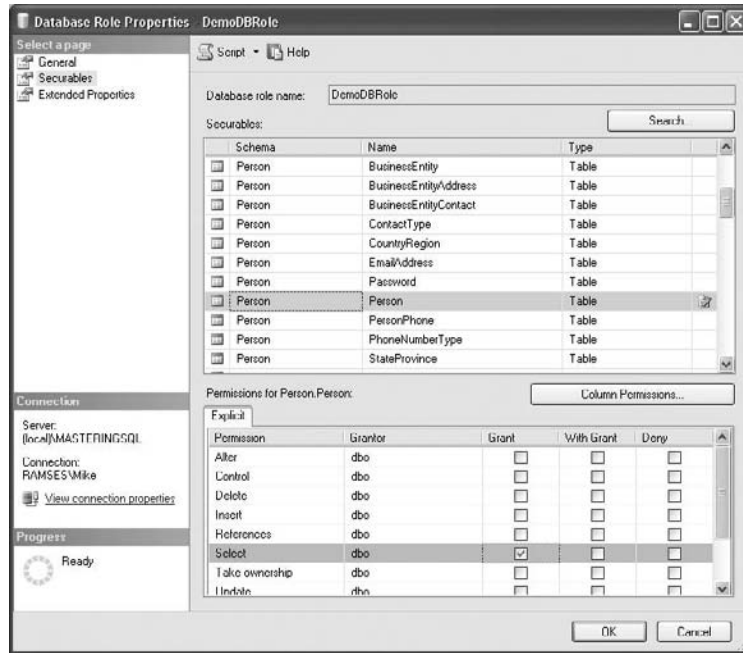 Database Role Properties - DemoDBRole
Select a page
General
Securables
Extended Properties
Script
Help
Database role name: DemoDBRole
Securables:
Search...
Schema Name Type
Person BusinessEntity Table
Person BusinessEntityAddress Table
Person BusinessEntityContact Table
Person ContactType Table
Person CountryRegion Table
Person EmailAddress Table
Person Password Table
Person Person Table
Person PersonPhone Table
Person PhoneNumberType Table
Person StateProvince Table
Permissions for Person.Person:
Column Permissions...
Explicit
Permission Grantor Grant With Grant Deny
Alter dbo
Control dbo
Delete dbo
Insert dbo
References dbo
Select dbo
Take ownership dbo
Update dbo
Connection
Server:
(local)\MASTERINGSQL
Connection:
RAMSES\Mike
View connection properties
Progress
Ready
OK
Cancel